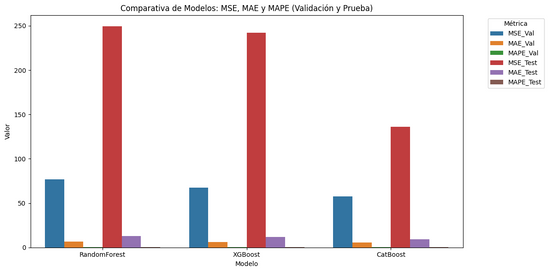 Comparativa de Modelos: MSE, MAE y MAPE (Validación y Prueba)
Métrica
MSE_Val
MAE_Val
MAPE_Val
MSE_Test
MAE_Test
MAPE_Test
250
200
150
100
50
0
Valor
RandomForest
XGBoost
CatBoost
Modelo